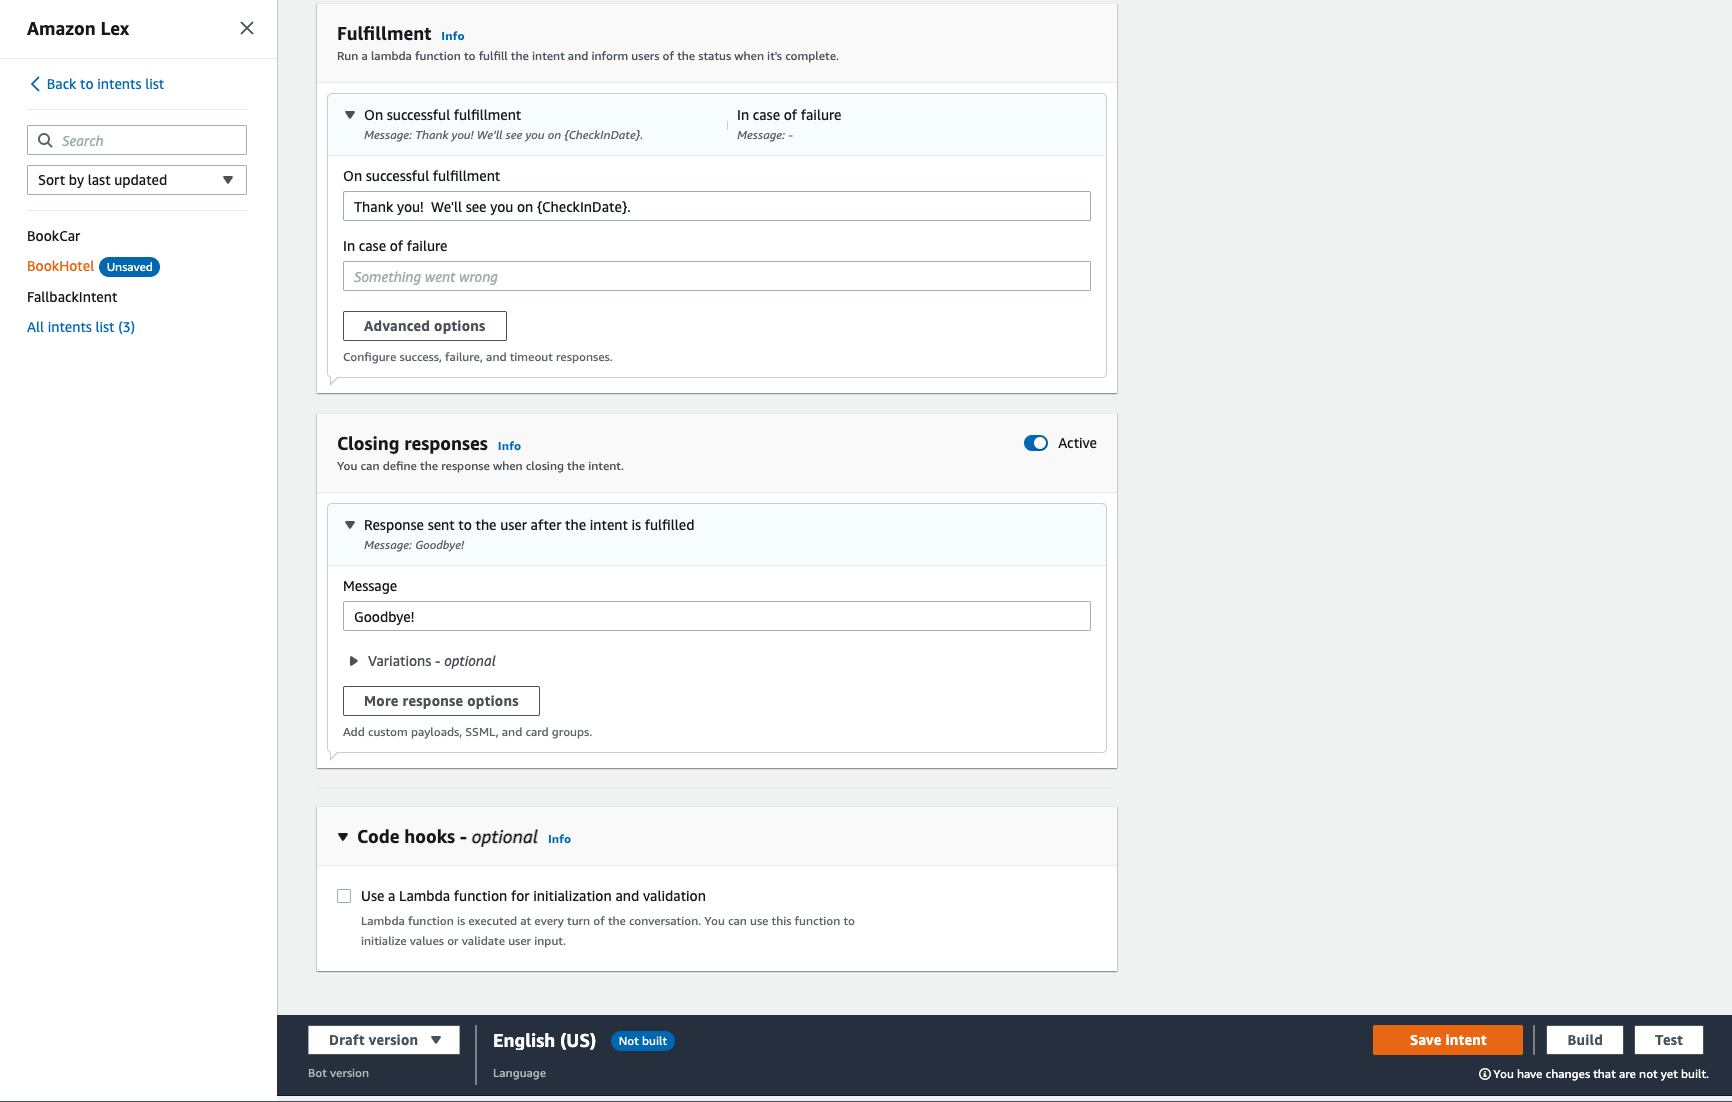 Amazon Lex
Back to intents list
Search
Sort by last updated
BookCar
BookHotel Unsaved
FallbackIntent
All intents list (3)
Fulfillment Info
Run a lambda function to fulfill the intent and inform users of the status when it's complete.
On successful fulfillment
Message: Thank you! We'll see you on {CheckInDate}.
In case of failure
Message: -
On successful fulfillment
Thank you!  We'll see you on {CheckInDate}.
In case of failure
Something went wrong
Advanced options
Configure success, failure, and timeout responses.
Closing responses Info
Active
You can define the response when closing the intent.
Response sent to the user after the intent is fulfilled
Message: Goodbye!
Message
Goodbye!
Variations - optional
More response options
Add custom payloads, SSML, and card groups.
Code hooks - optional Info
Use a Lambda function for initialization and validation
Lambda function is executed at every turn of the conversation. You can use this function to
initialize values or validate user input.
Draft version
Bot version
English (US) Not built
Language
Save intent
Build
Test
You have changes that are not yet built.